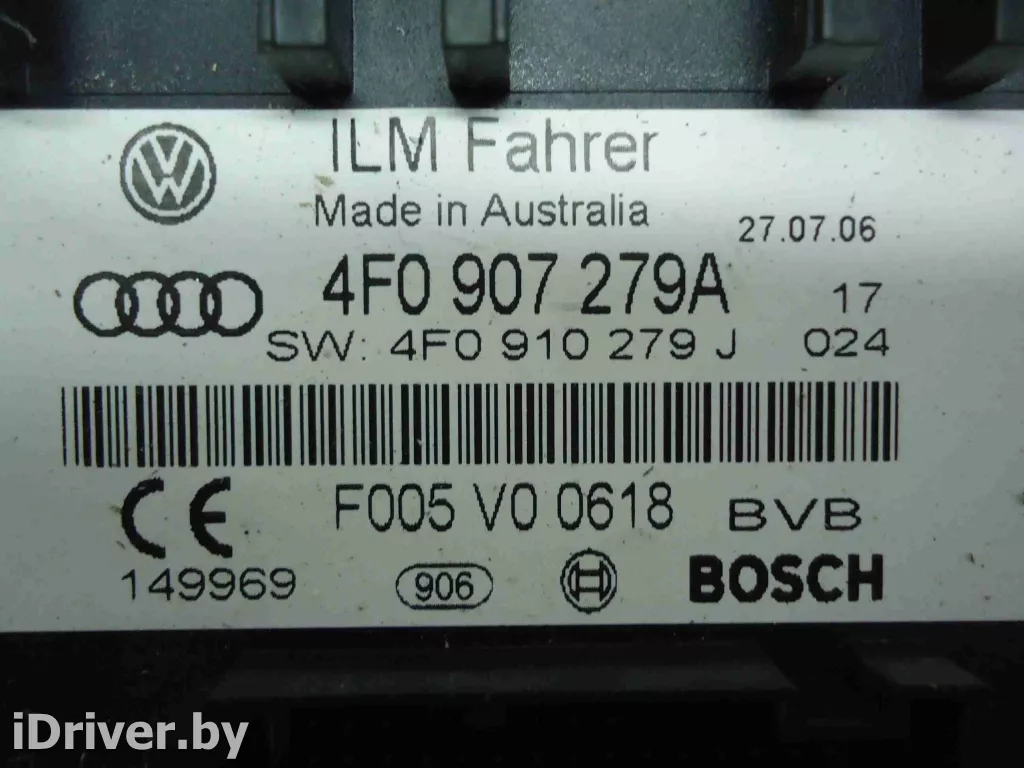 ILM Fahrer
Made in Australia
27.07.06
4F0 907 279A
17
SW: 4F0 910 279 J
024
F005 V0 0618
BVB
CE
149969
906
BOSCH
iDriver.by